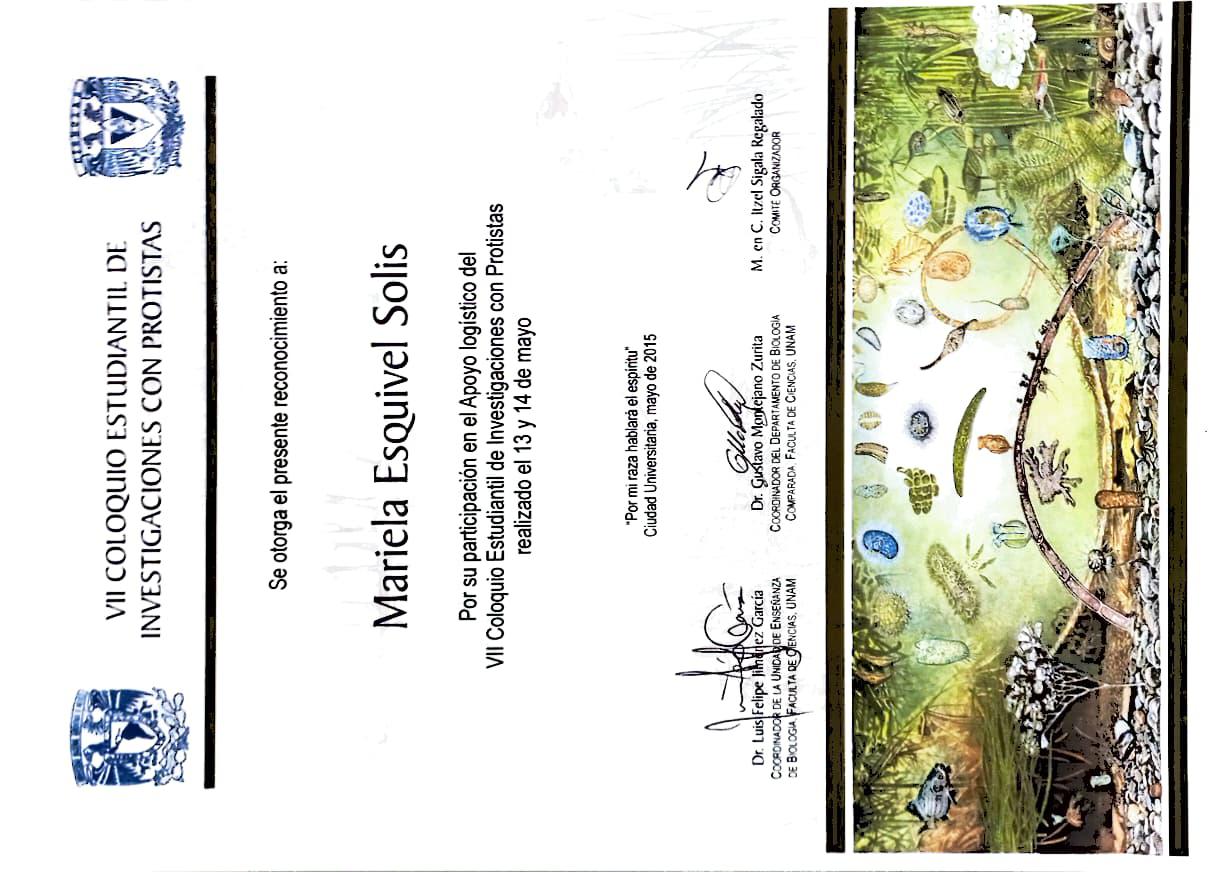 VII COLOQUIO ESTUDIANTIL DE
INVESTIGACIONES CON PROTISTAS
Se otorga el presente reconocimiento a:
Mariela Esquivel Solis
Por su participación en el Apoyo logístico del
VII Coloquio Estudiantil de Investigaciones con Protistas
realizado el 13 y 14 de mayo
"Por mi raza hablará el espíritu"
Ciudad Universitaria, mayo de 2015
Dr. Luis Felipe Jiménez García
COORDINADOR DE LA UNIDAD DE ENSEÑANZA
DE BIOLOGIA, FACULTA DE CIENCIAS, UNAM
Dr. Gustavo Montejano Zurita
COORDINADOR DEL DEPARTAMENTO DE BIOLOGÍA
COMPARADA. FACULTA DE CIENCIAS, UNAM
M. en C. Itzel Sigala Regalado
COMITÉ ORGANIZADOR